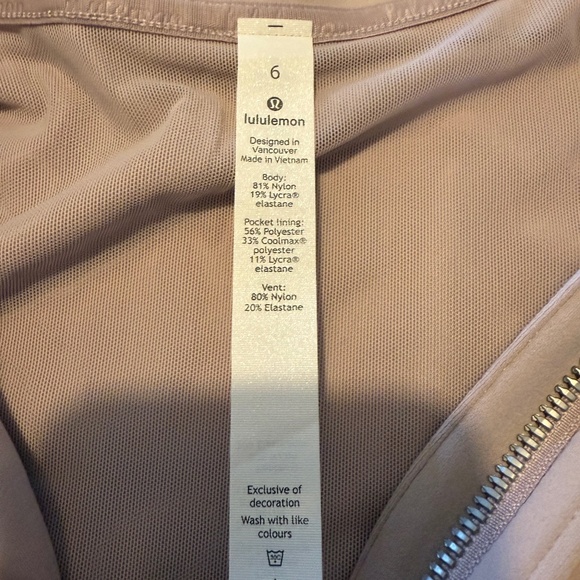 6
lululemon
Designed in
Vancouver
Made in Vietnam
Body:
81% Nylon
19% Lycra®
elastane
Pocket lining:
56% Polyester
33% Coolmax®
polyester
11% Lycra®
elastane
Vent:
80% Nylon
20% Elastane
Exclusive of
decoration
Wash with like
colours